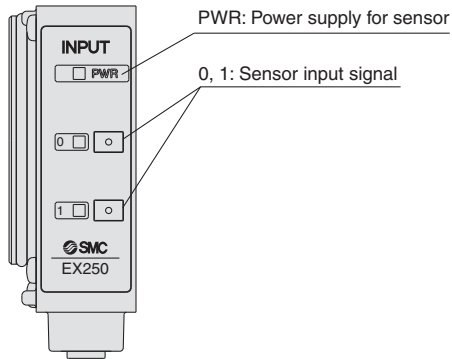 PWR: Power supply for sensor
INPUT
PWR
0, 1: Sensor input signal
0
1
SMC
EX250